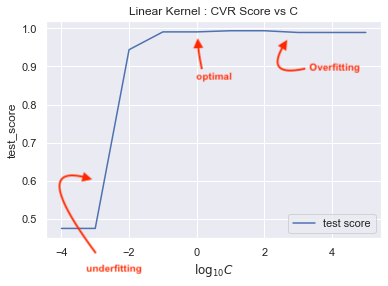 Linear Kernel : CVR Score vs C
1.0
0.9
0.8
0.7
0.6
0.5
test_score
optimal
Overfitting
underfitting
test score
−4
−2
0
2
4
log₁₀C